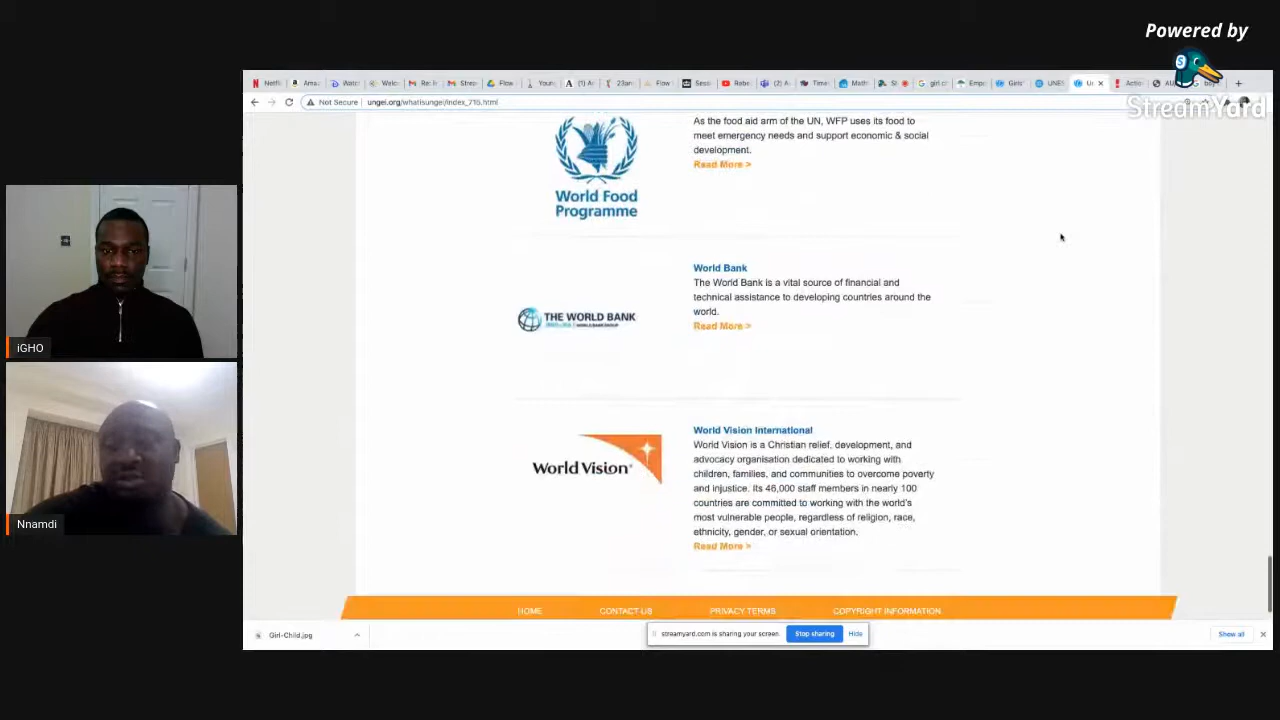 Powered by
StreamYard
Not Secure
ungei.org/whatisungei/index_715.html
As the food aid arm of the UN, WFP uses its food to
meet emergency needs and support economic & social
development.
Read More >
World Food
Programme
World Bank
The World Bank is a vital source of financial and
technical assistance to developing countries around the
world.
Read More >
THE WORLD BANK
World Vision International
World Vision is a Christian relief, development, and
advocacy organisation dedicated to working with
children, families, and communities to overcome poverty
and injustice. Its 46,000 staff members in nearly 100
countries are committed to working with the world's
most vulnerable people, regardless of religion, race,
ethnicity, gender, or sexual orientation.
Read More >
World Vision
HOME CONTACT US PRIVACY TERMS COPYRIGHT INFORMATION
streamyard.com is sharing your screen. Stop sharing Hide
Girl-Child.jpg
Show all
iGHO
Nnamdi